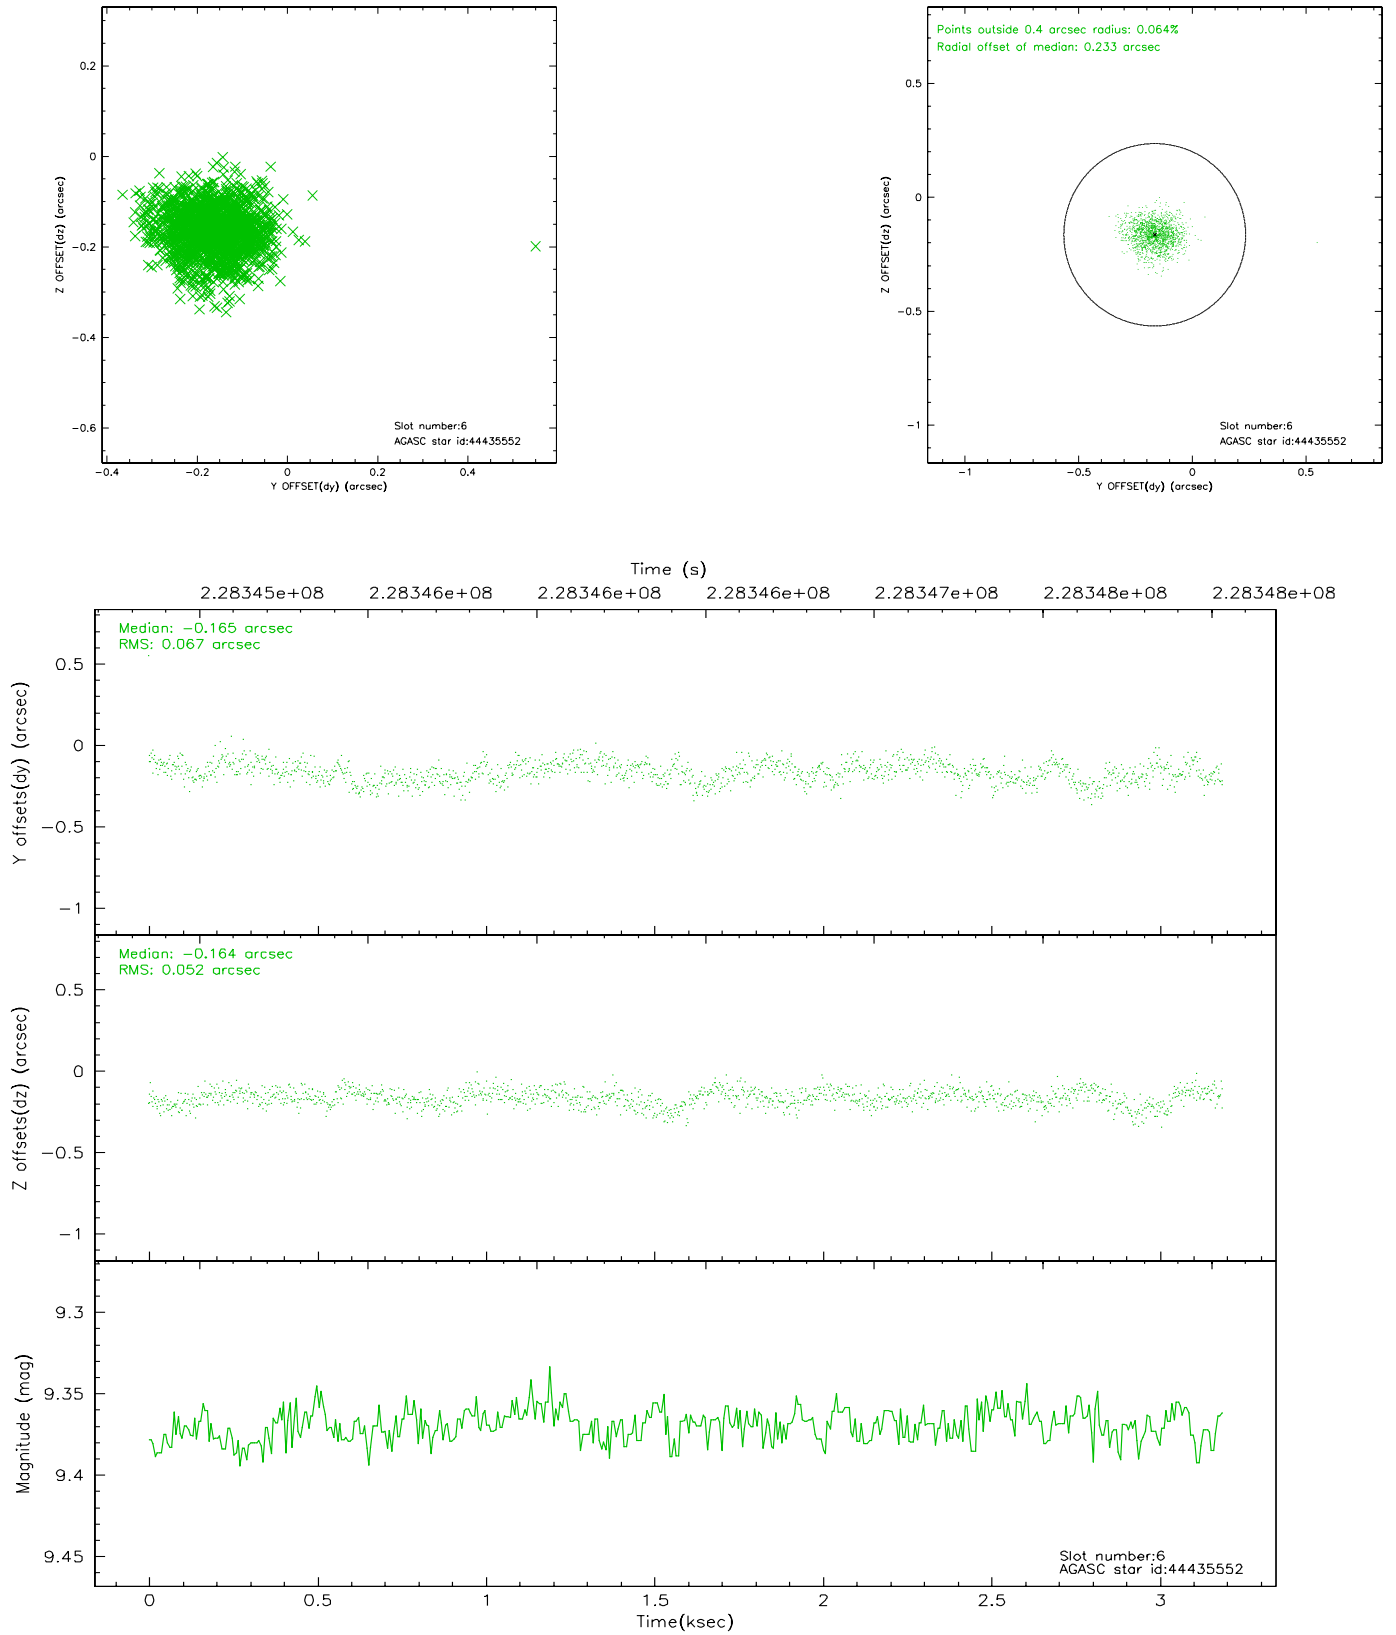 0.2
0
-0.2
-0.4
-0.6
Z OFFSET(dz) (arcsec)
Slot number:6
AGASC star id:44435552
-0.4 -0.2 0 0.2 0.4
Y OFFSET(dy) (arcsec)
Points outside 0.4 arcsec radius: 0.064%
Radial offset of median: 0.233 arcsec
0.5
0
-0.5
-1
Z OFFSET(dz) (arcsec)
Slot number:6
AGASC star id:44435552
-1 -0.5 0 0.5
Y OFFSET(dy) (arcsec)
Time (s)
2.28345e+08 2.28346e+08 2.28346e+08 2.28346e+08 2.28347e+08 2.28348e+08 2.28348e+08
Median: -0.165 arcsec
RMS: 0.067 arcsec
0.5
0
-0.5
-1
Y offsets(dy) (arcsec)
Median: -0.164 arcsec
RMS: 0.052 arcsec
0.5
0
-0.5
-1
Z offsets(dz) (arcsec)
9.3
9.35
9.4
9.45
Magnitude (mag)
Slot number:6
AGASC star id:44435552
0 0.5 1 1.5 2 2.5 3
Time(ksec)